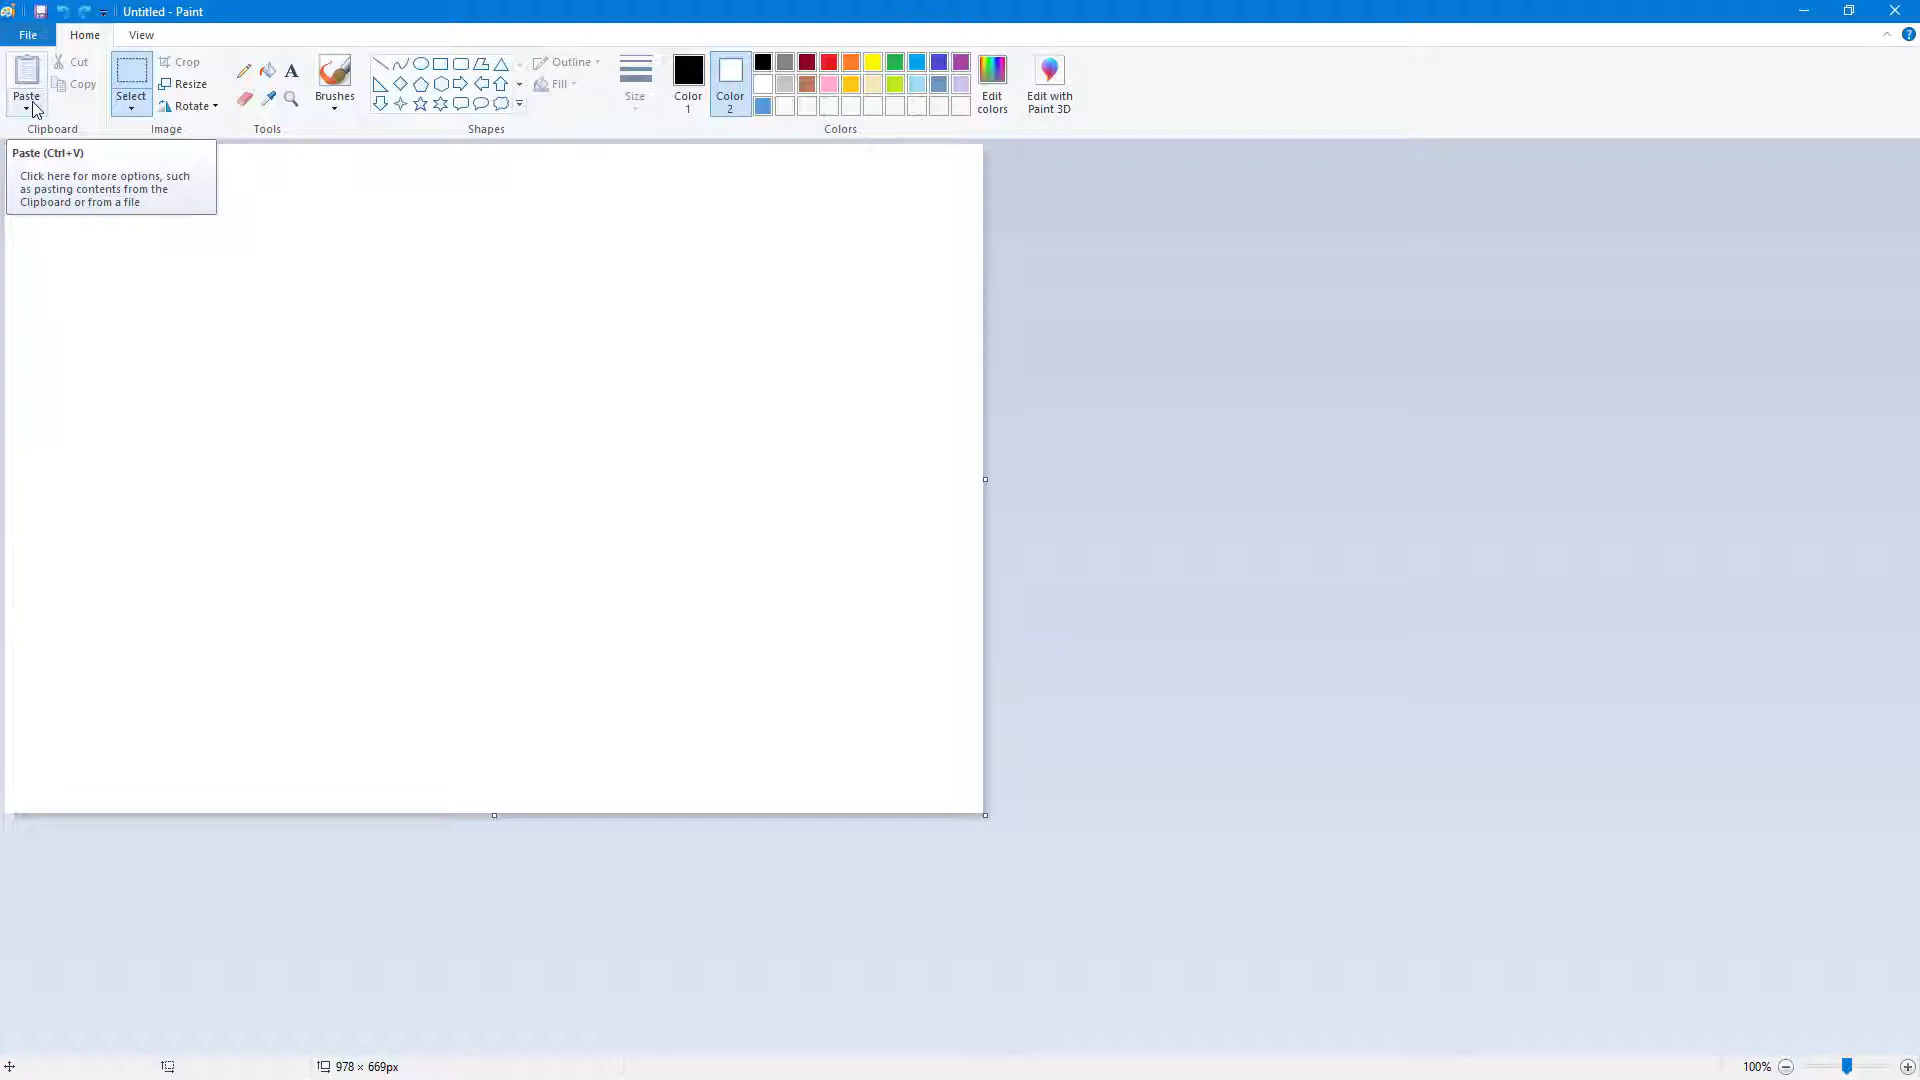 Untitled - Paint
File Home View
Paste
Cut
Copy
Clipboard
Select
Crop
Resize
Rotate
Image
A
Tools
Brushes
Shapes
Outline
Fill
Size
Color 1
Color 2
Colors
Edit colors
Edit with Paint 3D
Paste (Ctrl+V)
Click here for more options, such
as pasting contents from the
Clipboard or from a file
978 × 669px
100%